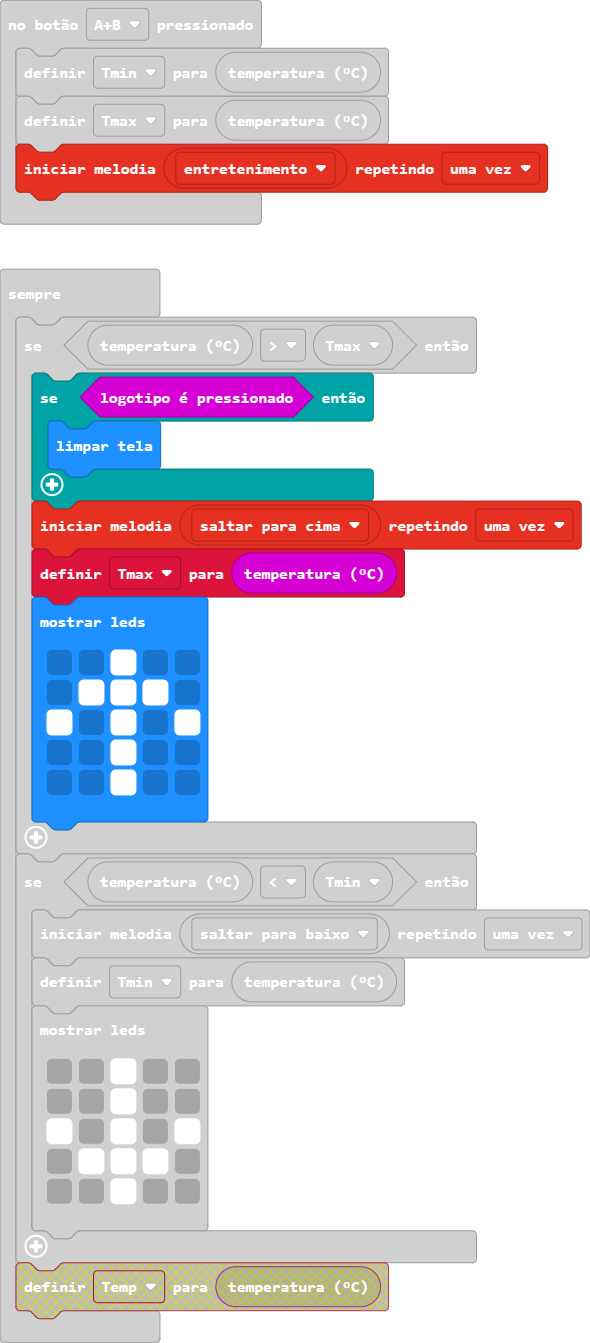 no botão A+B pressionado
definir Tmin para temperatura (ºC)
definir Tmax para temperatura (ºC)
iniciar melodia entretenimento repetindo uma vez
sempre
se temperatura (ºC) > Tmax então
se logotipo é pressionado então
limpar tela
iniciar melodia saltar para cima repetindo uma vez
definir Tmax para temperatura (ºC)
mostrar leds
se temperatura (ºC) < Tmin então
iniciar melodia saltar para baixo repetindo uma vez
definir Tmin para temperatura (ºC)
mostrar leds
definir Temp para temperatura (ºC)